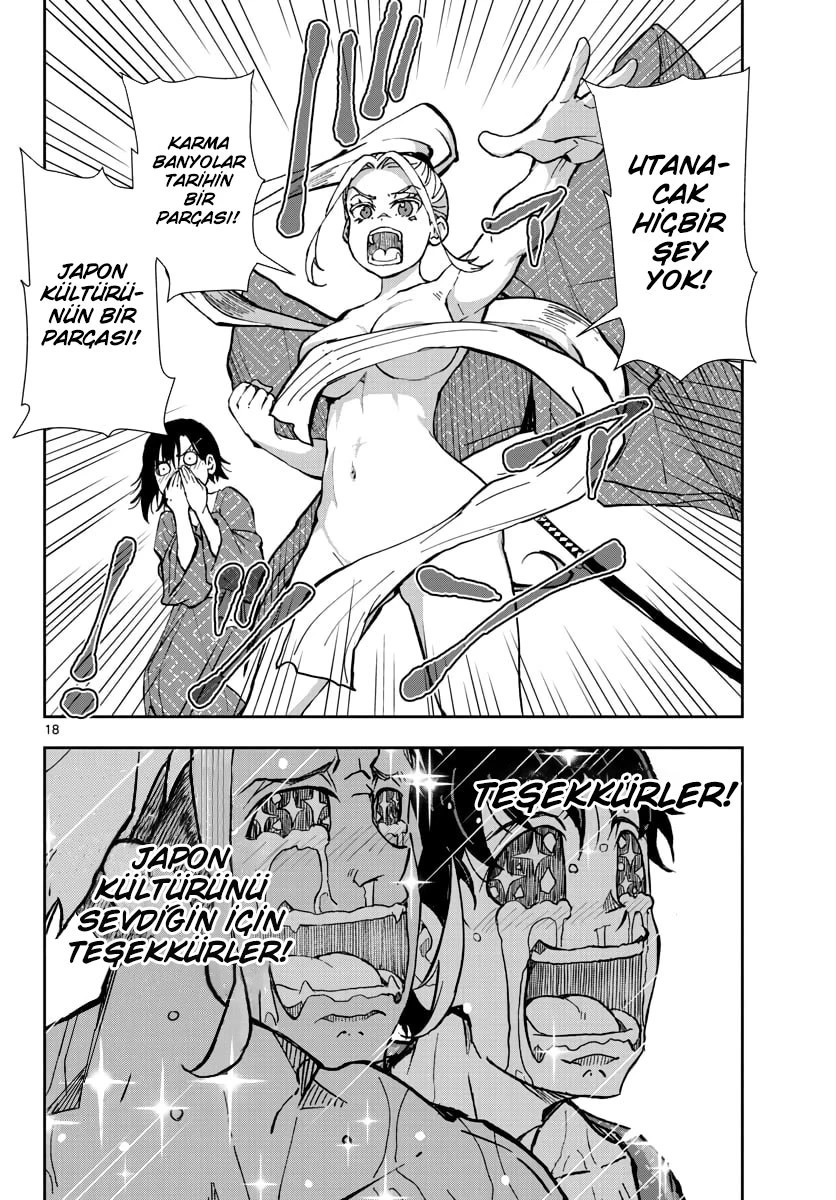 UTANA-
CAK
HİÇBİR
ŞEY
YOK!
KARMA
BANYOLAR
TARİHİN
BİR
PARÇASI!
JAPON
KÜLTÜRÜ-
NÜN BİR
PARÇASI!
18
TEŞEKKÜRLER!
JAPON
KÜLTÜRÜNÜ
SEVDİĞİN İÇİN
TEŞEKKÜRLER!